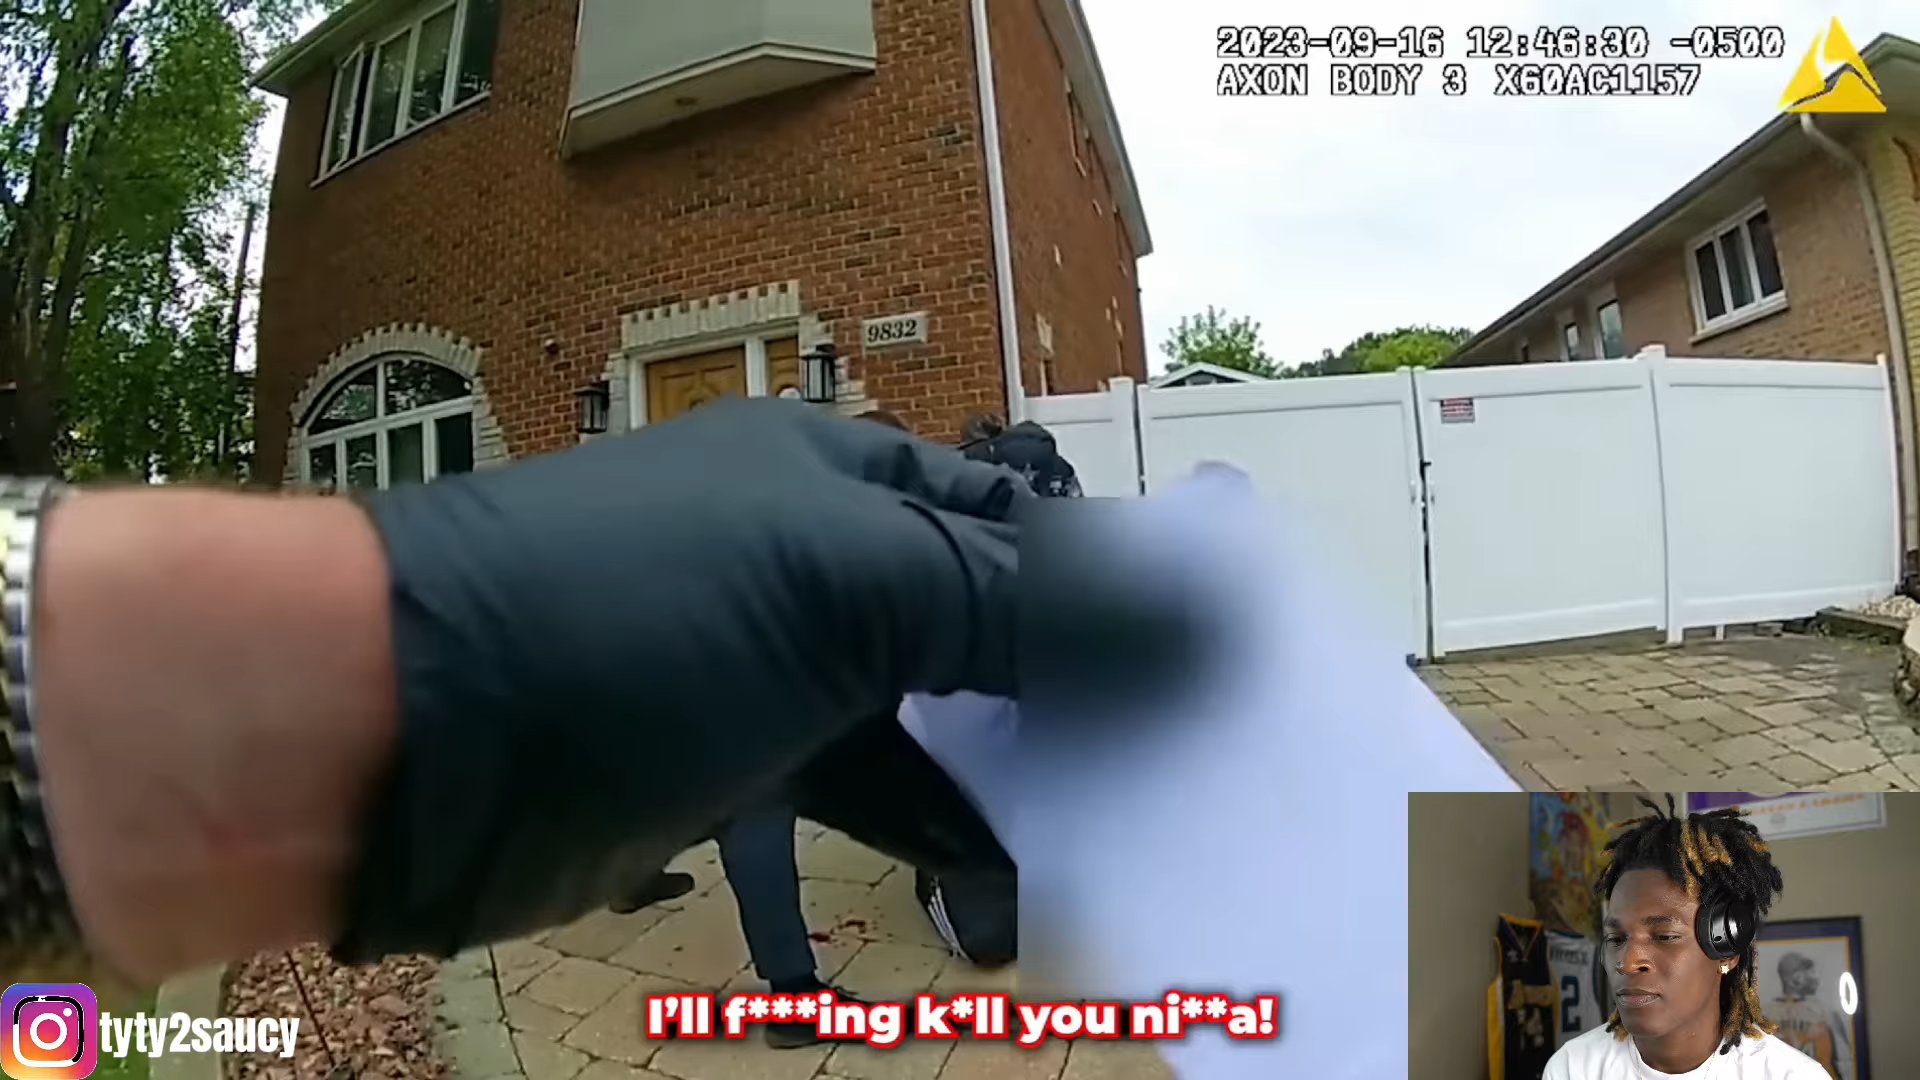 2023-09-16 12:46:30 -0500
AXON BODY 3 X60AC1157
9832
I'll f***ing k*ll you ni**a!
tyty2saucy